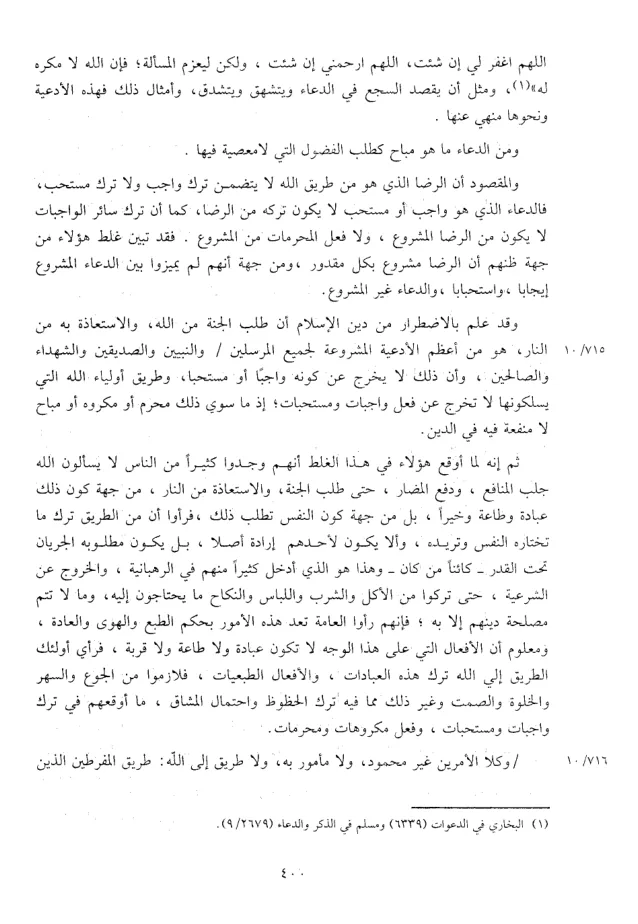 اللهم اغفر لي إن شئت، اللهم ارحمني إن شئت ، ولكن ليعزم المسألة؛ فإن الله لا مكره
له»(١)، ومثل أن يقصد السجع في الدعاء ويتشهق ويتشدق، وأمثال ذلك فهذه الأدعية
ونحوها منهي عنها .
ومن الدعاء ما هو مباح كطلب الفضول التي لامعصية فيها .
والمقصود أن الرضا الذي هو من طريق الله لا يتضمن ترك واجب ولا ترك مستحب،
فالدعاء الذي هو واجب أو مستحب لا يكون تركه من الرضا، كما أن ترك سائر الواجبات
لا يكون من الرضا المشروع ، ولا فعل المحرمات من المشروع . فقد تبين غلط هؤلاء من
جهة ظنهم أن الرضا مشروع بكل مقدور ،ومن جهة أنهم لم يميزوا بين الدعاء المشروع
إيجابا ،واستحبابا ،والدعاء غير المشروع.
وقد علم بالاضطرار من دين الإسلام أن طلب الجنة من الله، والاستعاذة به من
النار، هو من أعظم الأدعية المشروعة لجميع المرسلين / والنبيين والصديقين والشهداء ١٠/٧١٥
والصالحين ، وأن ذلك لا يخرج عن كونه واجبًا أو مستحبا، وطريق أولياء الله التي
يسلكونها لا تخرج عن فعل واجبات ومستحبات؛ إذ ما سوي ذلك محرم أو مكروه أو مباح
لا منفعة فيه في الدين.
ثم إنه لما أوقع هؤلاء في هذا الغلط أنهم وجدوا كثيراً من الناس لا يسألون الله
جلب المنافع ، ودفع المضار ، حتى طلب الجنة، والاستعاذة من النار ، من جهة كون ذلك
عبادة وطاعة وخيراً ، بل من جهة كون النفس تطلب ذلك ،فرأوا أن من الطريق ترك ما
تختاره النفس وتريده ، وألا يكون لأحدهم إرادة أصلا ، بل يكون مطلوبه الجريان
تحت القدر ـ كائناً من كان ـ وهذا هو الذي أدخل كثيراً منهم في الرهبانية ، والخروج عن
الشرعية ، حتى تركوا من الأكل والشرب واللباس والنكاح ما يحتاجون إليه، وما لا تتم
مصلحة دينهم إلا به ؛ فإنهم رأوا العامة تعد هذه الأمور بحكم الطبع والهوى والعادة ،
ومعلوم أن الأفعال التي على هذا الوجه لا تكون عبادة ولا طاعة ولا قربة ، فرأي أولئك
الطريق إلي الله ترك هذه العبادات ، والأفعال الطبعيات ، فلازموا من الجوع والسهر
والخلوة والصمت وغير ذلك مما فيه ترك الحظوظ واحتمال المشاق ، ما أوقعهم في ترك
واجبات ومستحبات ، وفعل مكروهات ومحرمات.
/ وكلا الأمرين غير محمود، ولا مأمور به، ولا طريق إلى الله: طريق المفرطين الذين ١٠/٧١٦
(١) البخاري في الدعوات (٦٣٣٩) ومسلم في الذكر والدعاء (٩/٢٦٧٩).
٤٠٠